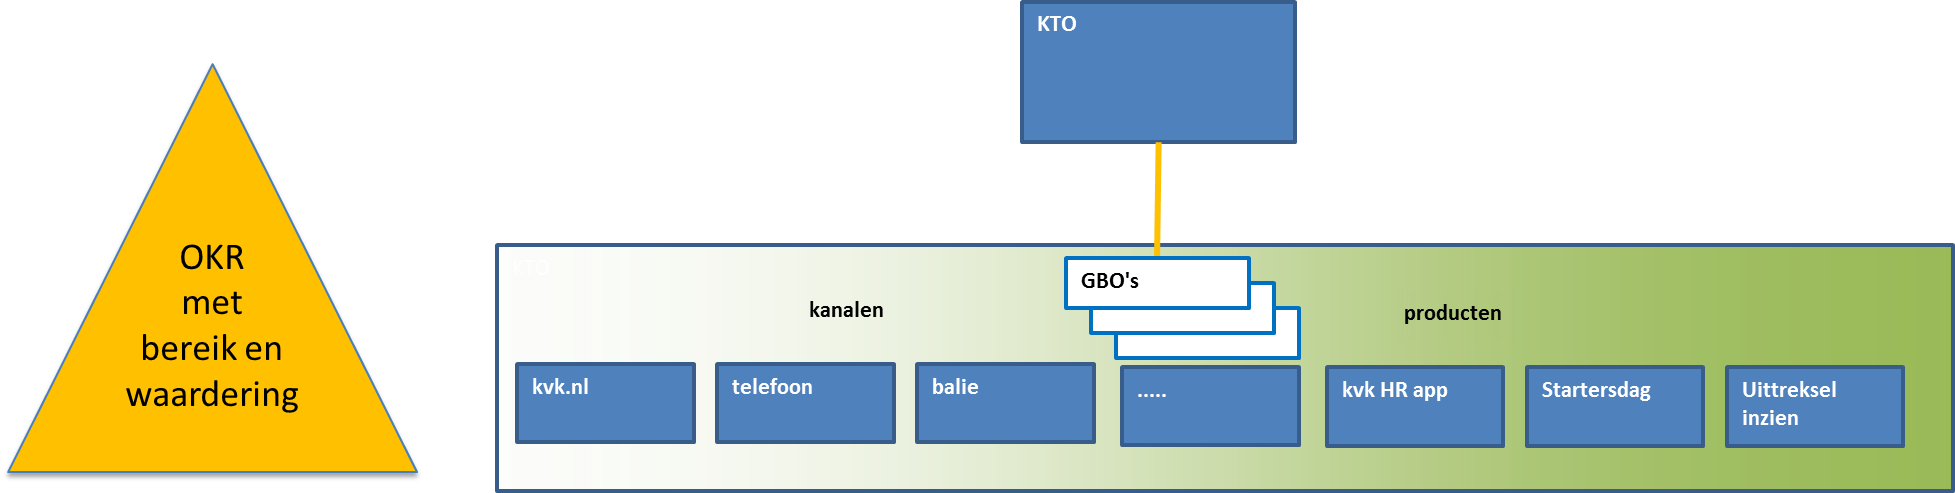 KTO
OKR
met
bereik en
waardering
KTO
GBO's
kanalen
producten
kvk.nl
telefoon
balie
.....
kvk HR app
Startersdag
Uittreksel
inzien